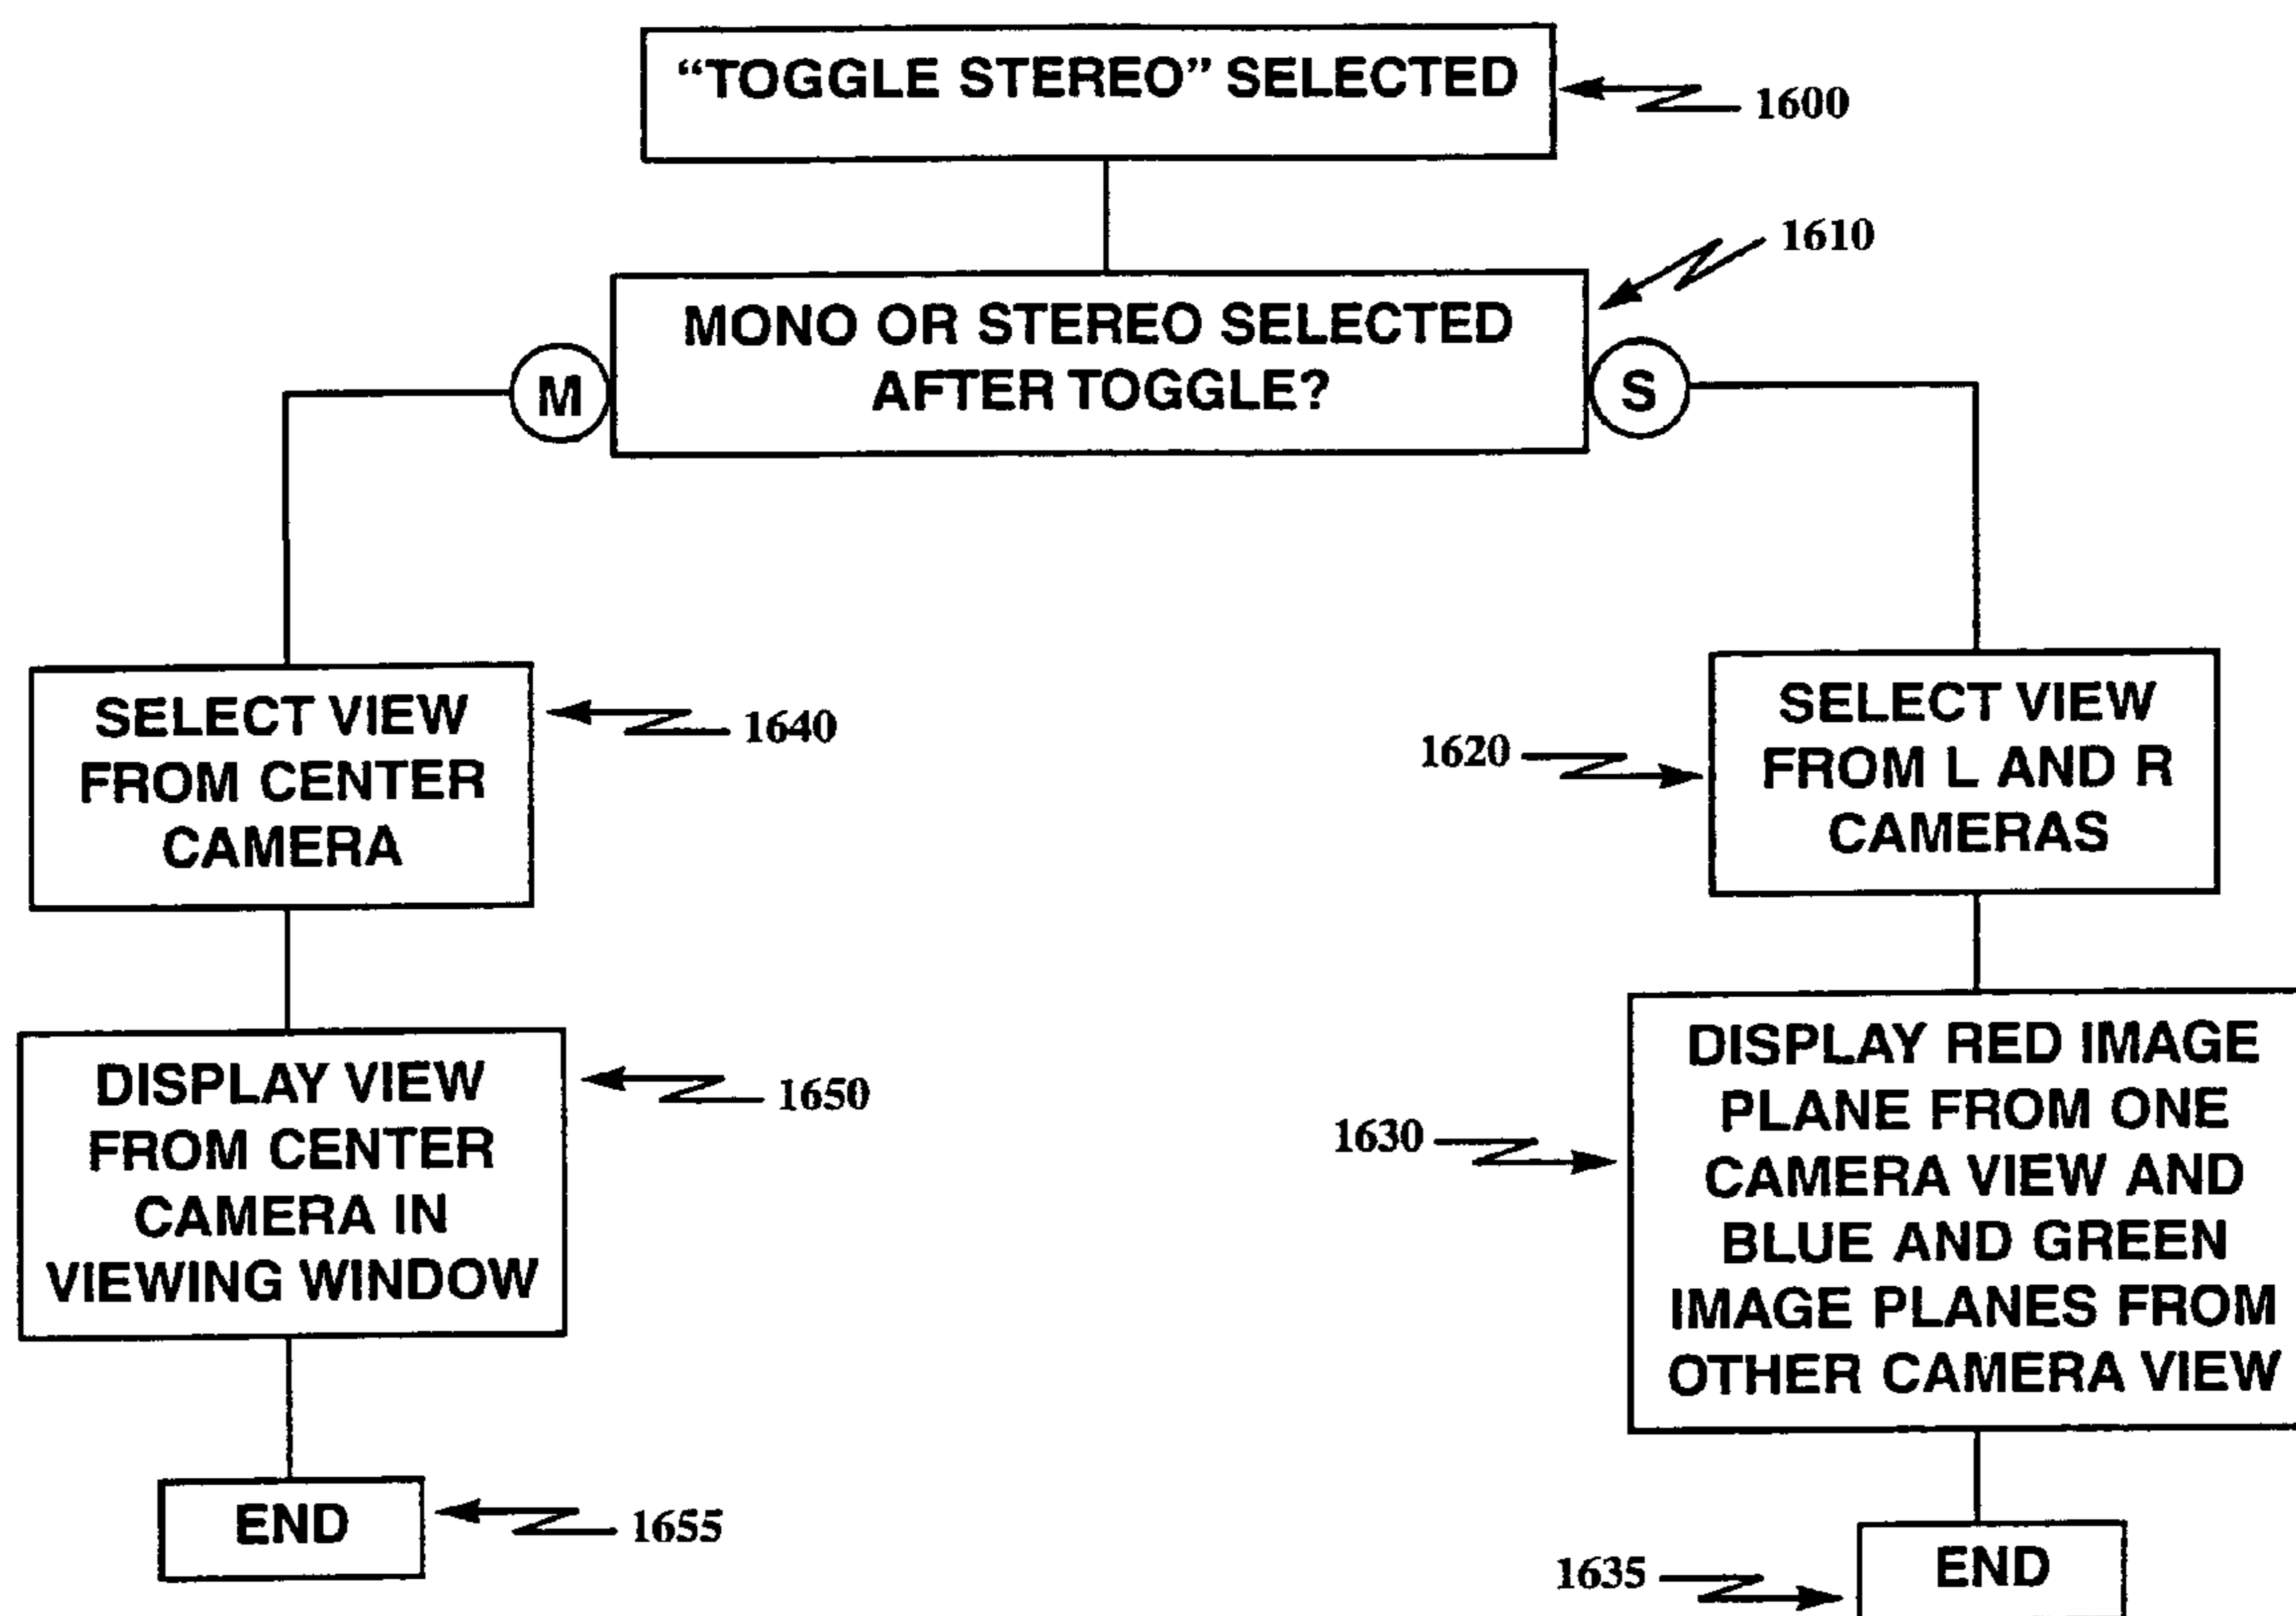 “TOGGLE STEREO” SELECTED
1600
1610
MONO OR STEREO SELECTED
AFTER TOGGLE?
M
S
SELECT VIEW
FROM CENTER
CAMERA
1640
1620
SELECT VIEW
FROM L AND R
CAMERAS
DISPLAY VIEW
FROM CENTER
CAMERA IN
VIEWING WINDOW
1650
1630
DISPLAY RED IMAGE
PLANE FROM ONE
CAMERA VIEW AND
BLUE AND GREEN
IMAGE PLANES FROM
OTHER CAMERA VIEW
END
1655
1635
END